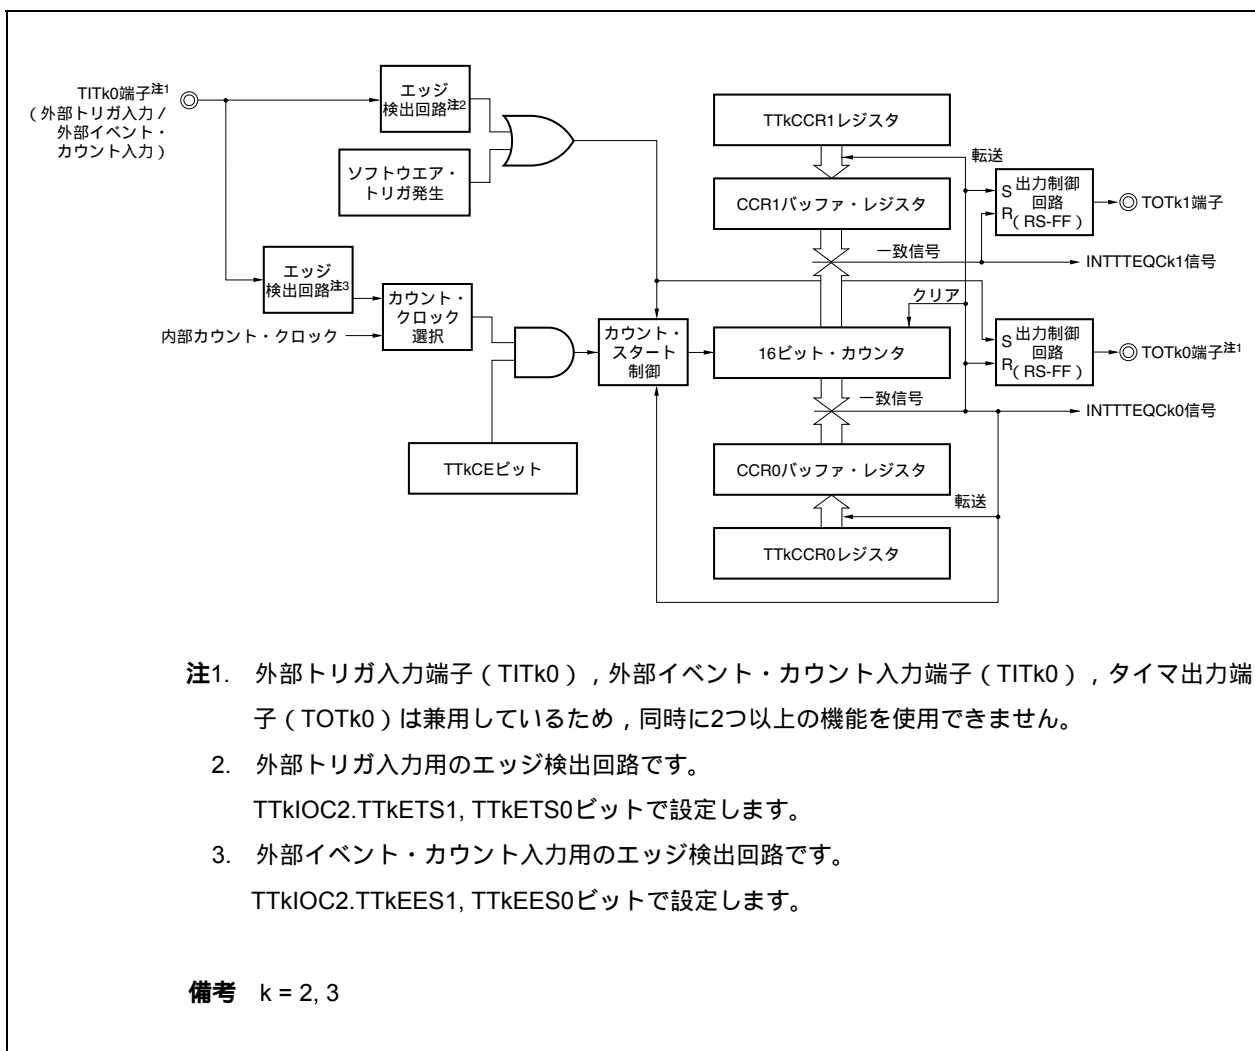 TITk0端子注1
（外部トリガ入力／
外部イベント・
カウント入力）
エッジ
検出回路注2
ソフトウエア・
トリガ発生
エッジ
検出回路注3
内部カウント・クロック
カウント・
クロック
選択
TTkCEビット
カウント・
スタート
制御
TTkCCR1レジスタ
転送
CCR1バッファ・レジスタ
一致信号
クリア
16ビット・カウンタ
一致信号
CCR0バッファ・レジスタ
転送
TTkCCR0レジスタ
S 出力制御
回路
R（RS-FF）
TOTk1端子
INTTTEQCk1信号
S 出力制御
回路
R（RS-FF）
TOTk0端子注1
INTTTEQCk0信号
注1. 外部トリガ入力端子（TITk0），外部イベント・カウント入力端子（TITk0），タイマ出力端
子（TOTk0）は兼用しているため，同時に2つ以上の機能を使用できません。
2. 外部トリガ入力用のエッジ検出回路です。
TTkIOC2.TTkETS1, TTkETS0ビットで設定します。
3. 外部イベント・カウント入力用のエッジ検出回路です。
TTkIOC2.TTkEES1, TTkEES0ビットで設定します。
備考 k = 2, 3